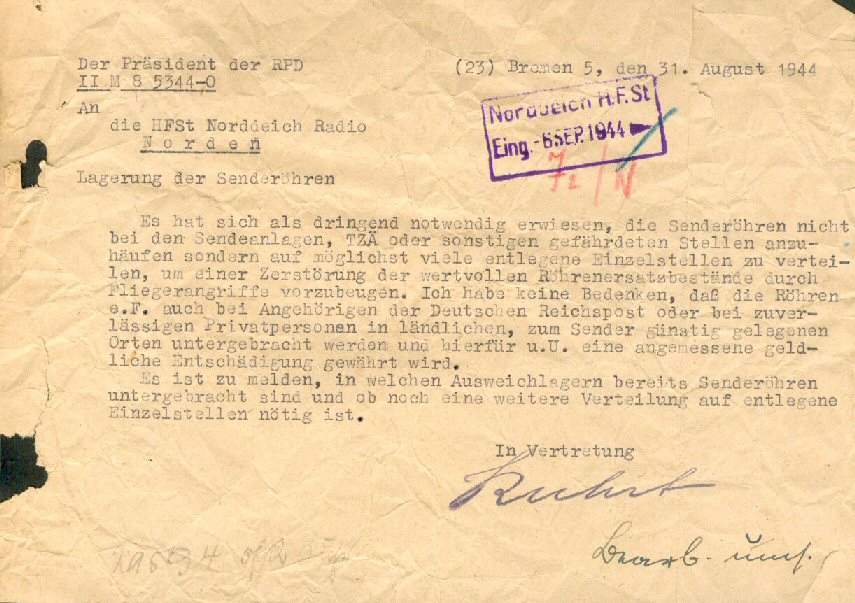 Der Präsident der RPD
(23) Bremen 5, den 31. August 1944
II M 8 5344-0
An
die HFSt Norddeich Radio
Norden
Norddeich H.F.St
Eing. -6.SEP.1944
Lagerung der Senderöhren
Es hat sich als dringend notwendig erwiesen, die Senderöhren nicht
bei den Sendeanlagen, TZÄ oder sonstigen gefährdeten Stellen anzu-
häufen sondern auf möglichst viele entlegene Einzelstellen zu vertei-
len, um einer Zerstörung der wertvollen Röhrenersatzbestände durch
Fliegerangriffe vorzubeugen. Ich habe keine Bedenken, daß die Röhren
e.F. auch bei Angehörigen der Deutschen Reichspost oder bei zuver-
lässigen Privatpersonen in ländlichen, zum Sender günstig gelegenen
Orten untergebracht werden und hierfür u.U. eine angemessene geld-
liche Entschädigung gewährt wird.
Es ist zu melden, in welchen Ausweichlagern bereits Senderöhren
untergebracht sind und ob noch eine weitere Verteilung auf entlegene
Einzelstellen nötig ist.
In Vertretung
Kuhrt